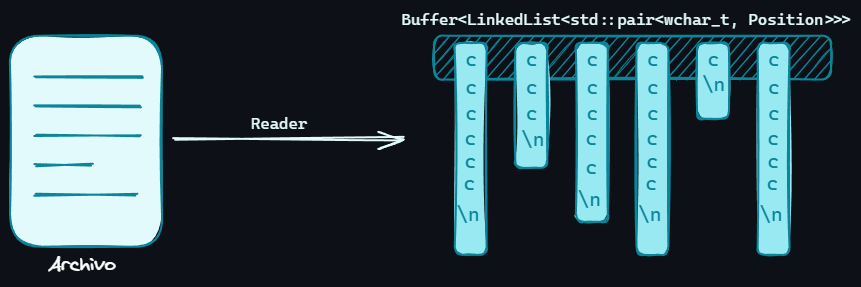 Buffer<LinkedList<std::pair<wchar_t, Position>>>
c c c c c c
c c c c \n c
c c c c c
c \n c c c
c c c c
c \n c c
\n \n \n
Reader
Archivo